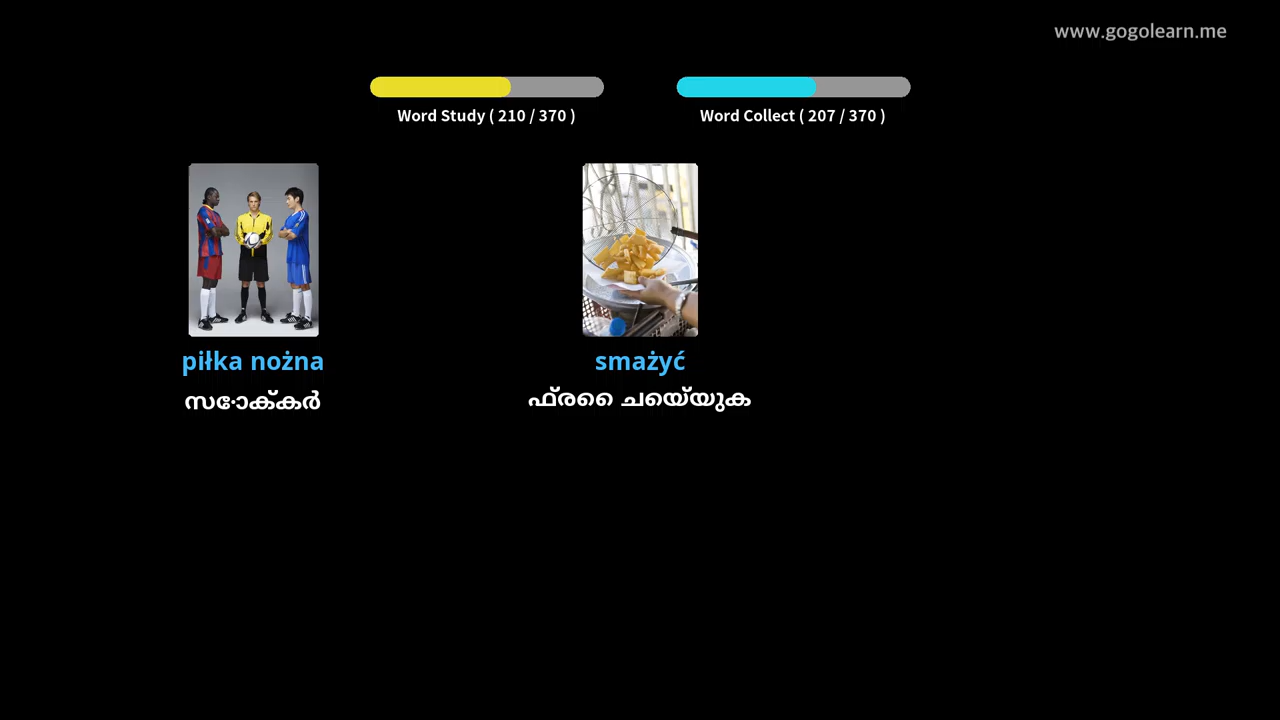 www.gogolearn.me
Word Study ( 210 / 370 )
Word Collect ( 207 / 370 )
piłka nożna
സോക്കർ
smażyć
ഫ്രൈ ചെയ്യുക